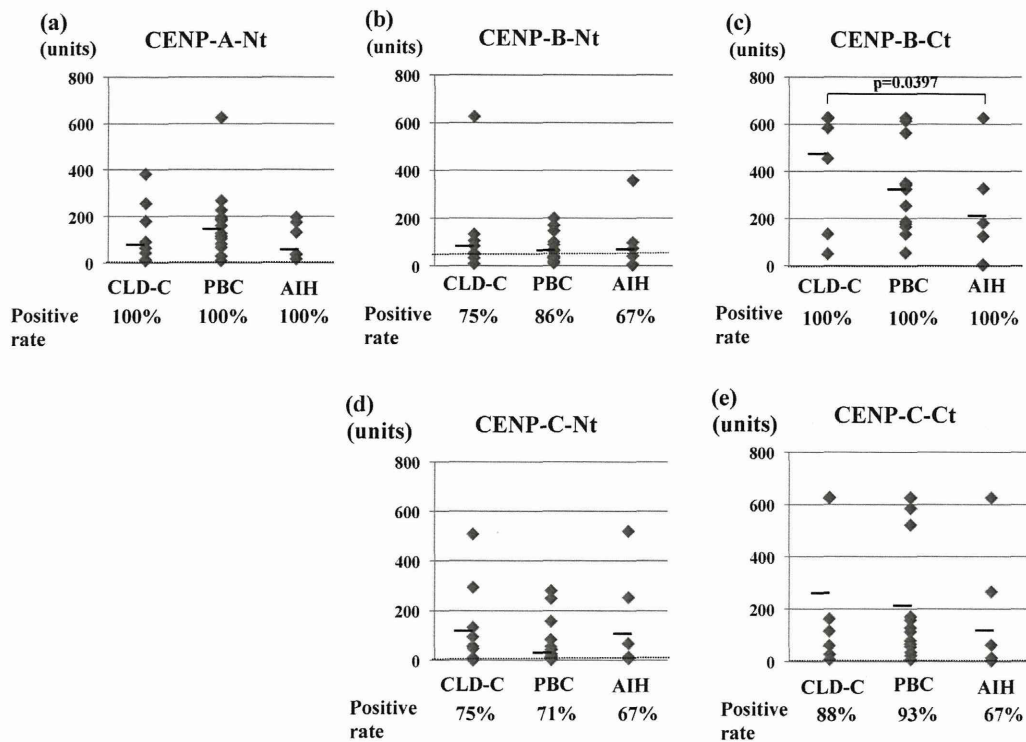 (a)
(units)
CENP-A-Nt
800
600
400
200
0
CLD-C PBC AIH
Positive rate 100% 100% 100%
(b)
(units)
CENP-B-Nt
800
600
400
200
0
CLD-C PBC AIH
Positive rate 75% 86% 67%
(c)
(units)
CENP-B-Ct
p=0.0397
800
600
400
200
0
CLD-C PBC AIH
Positive rate 100% 100% 100%
(d)
(units)
CENP-C-Nt
800
600
400
200
0
CLD-C PBC AIH
Positive rate 75% 71% 67%
(e)
(units)
CENP-C-Ct
800
600
400
200
0
CLD-C PBC AIH
Positive rate 88% 93% 67%